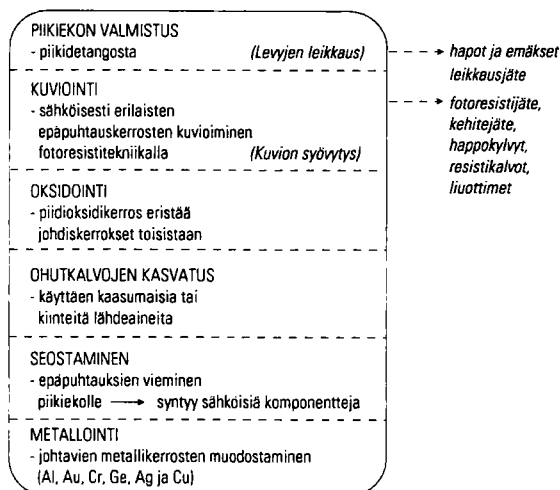 PIIKIEKON VALMISTUS
- piikidetangosta (Levyjen leikkaus)
hapot ja emäkset
leikkausjäte
KUVIOINTI
- sähköisesti erilaisten
epäpuhtauskerrosten kuvioiminen
fotoresistitekniikalla (Kuvion syövytys)
fotoresistijäte,
kehitejäte,
happokylvyt,
resistikalvot,
liuottimet
OKSIDOINTI
- piidioksidikerros eristää
johdiskerrokset toisistaan
OHUTKALVOJEN KASVATUS
- käyttäen kaasumaisia tai
kiinteitä lähdeaineita
SEOSTAMINEN
- epäpuhtauksien vieminen
piikiekolle → syntyy sähköisiä komponentteja
METALLOINTI
- johtavien metallikerrosten muodostaminen
(Al, Au, Cr, Ge, Ag ja Cu)